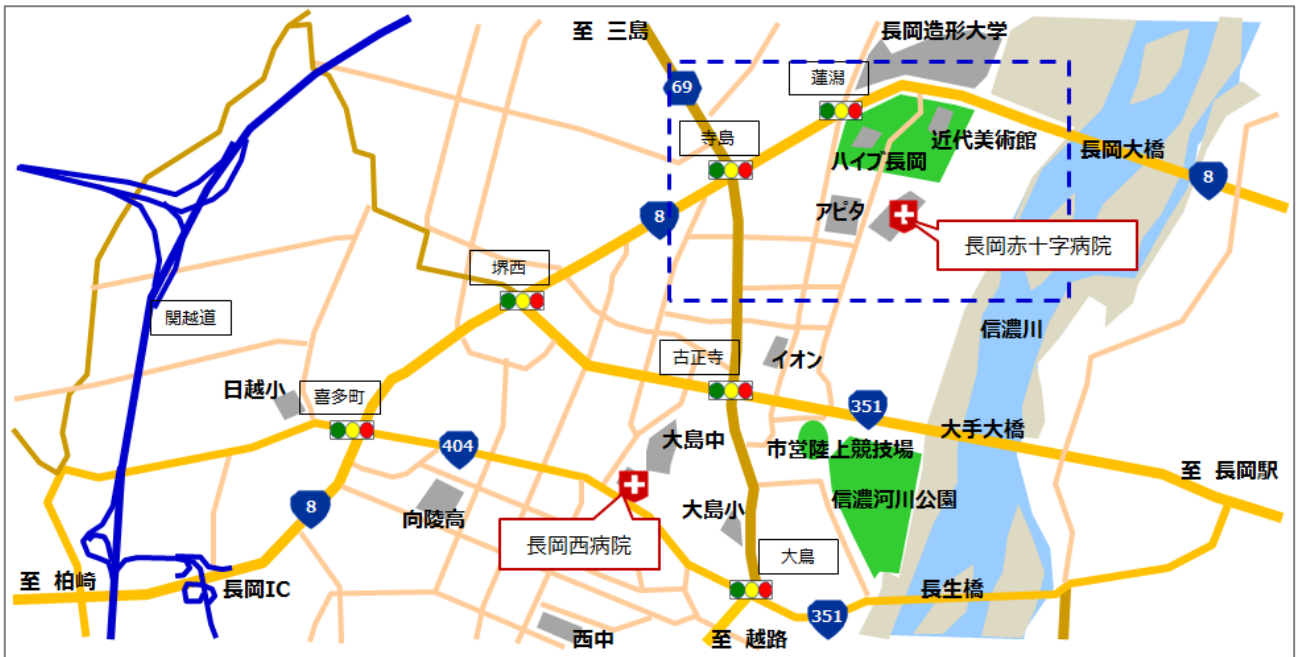 至 三島
長岡造形大学
蓮潟
69
寺島
近代美術館
ハイブ長岡
長岡大橋
8
アピタ
8
長岡赤十字病院
堺西
関越道
信濃川
古正寺
イオン
日越小
喜多町
351
大手大橋
大島中
市営陸上競技場
404
至 長岡駅
8
向陵高
大島小
信濃河川公園
長岡西病院
大鳥
至 柏崎
長岡IC
長生橋
351
西中
至 越路